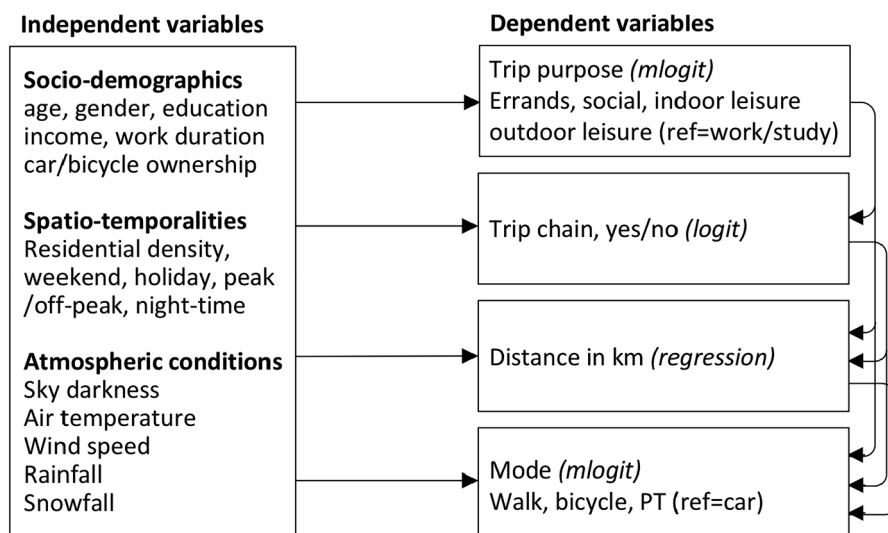 Independent variables
Socio-demographics
age, gender, education
income, work duration
car/bicycle ownership
Spatio-temporalities
Residential density,
weekend, holiday, peak
/off-peak, night-time
Atmospheric conditions
Sky darkness
Air temperature
Wind speed
Rainfall
Snowfall
Dependent variables
Trip purpose (mlogit)
Errands, social, indoor leisure
outdoor leisure (ref=work/study)
Trip chain, yes/no (logit)
Distance in km (regression)
Mode (mlogit)
Walk, bicycle, PT (ref=car)